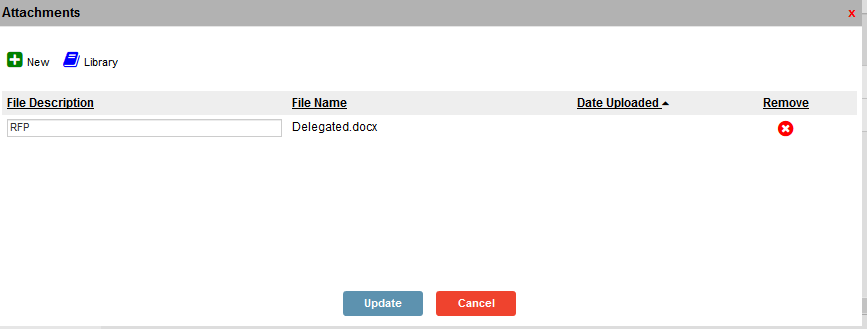 Attachments x
New Library
File Description File Name Date Uploaded Remove
RFP Delegated.docx
Update Cancel